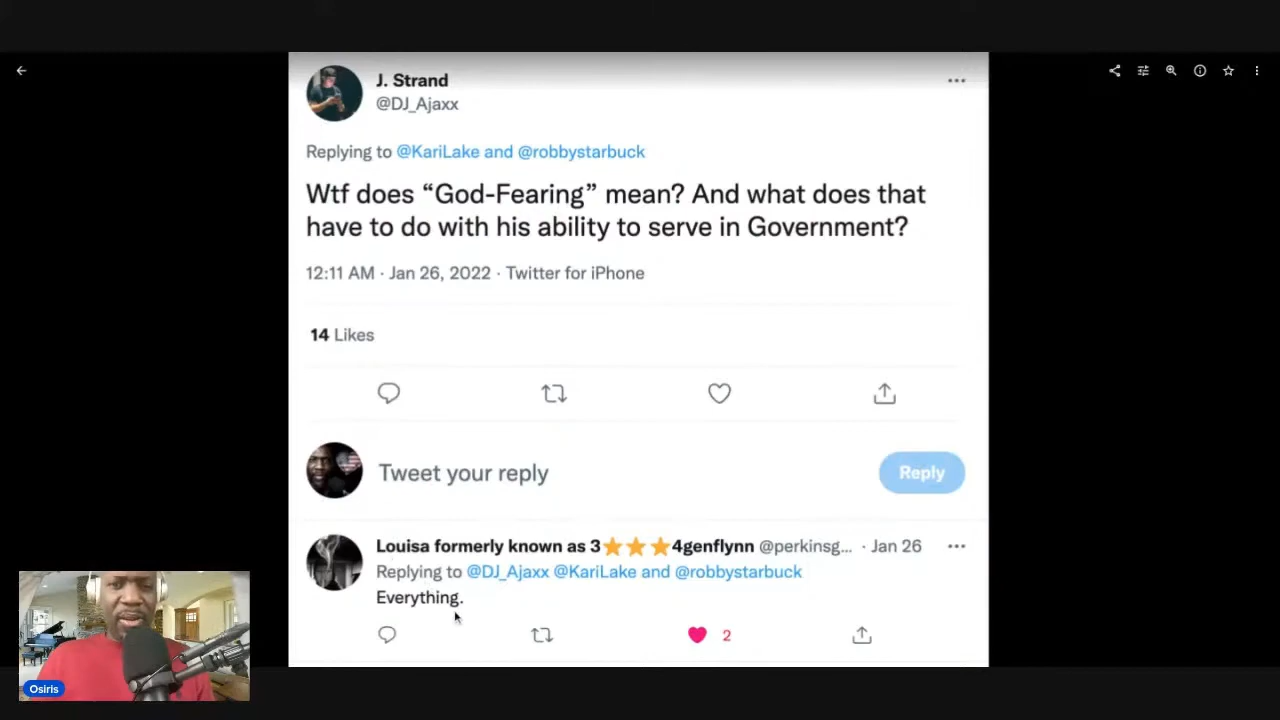 J. Strand
@DJ_Ajaxx
Replying to @KariLake and @robbystarbuck
Wtf does “God-Fearing” mean? And what does that
have to do with his ability to serve in Government?
12:11 AM · Jan 26, 2022 · Twitter for iPhone
14 Likes
Tweet your reply
Reply
Louisa formerly known as 3⭐⭐⭐4genflynn @perkinsg... · Jan 26
Replying to @DJ_Ajaxx @KariLake and @robbystarbuck
Everything.
2
Osiris